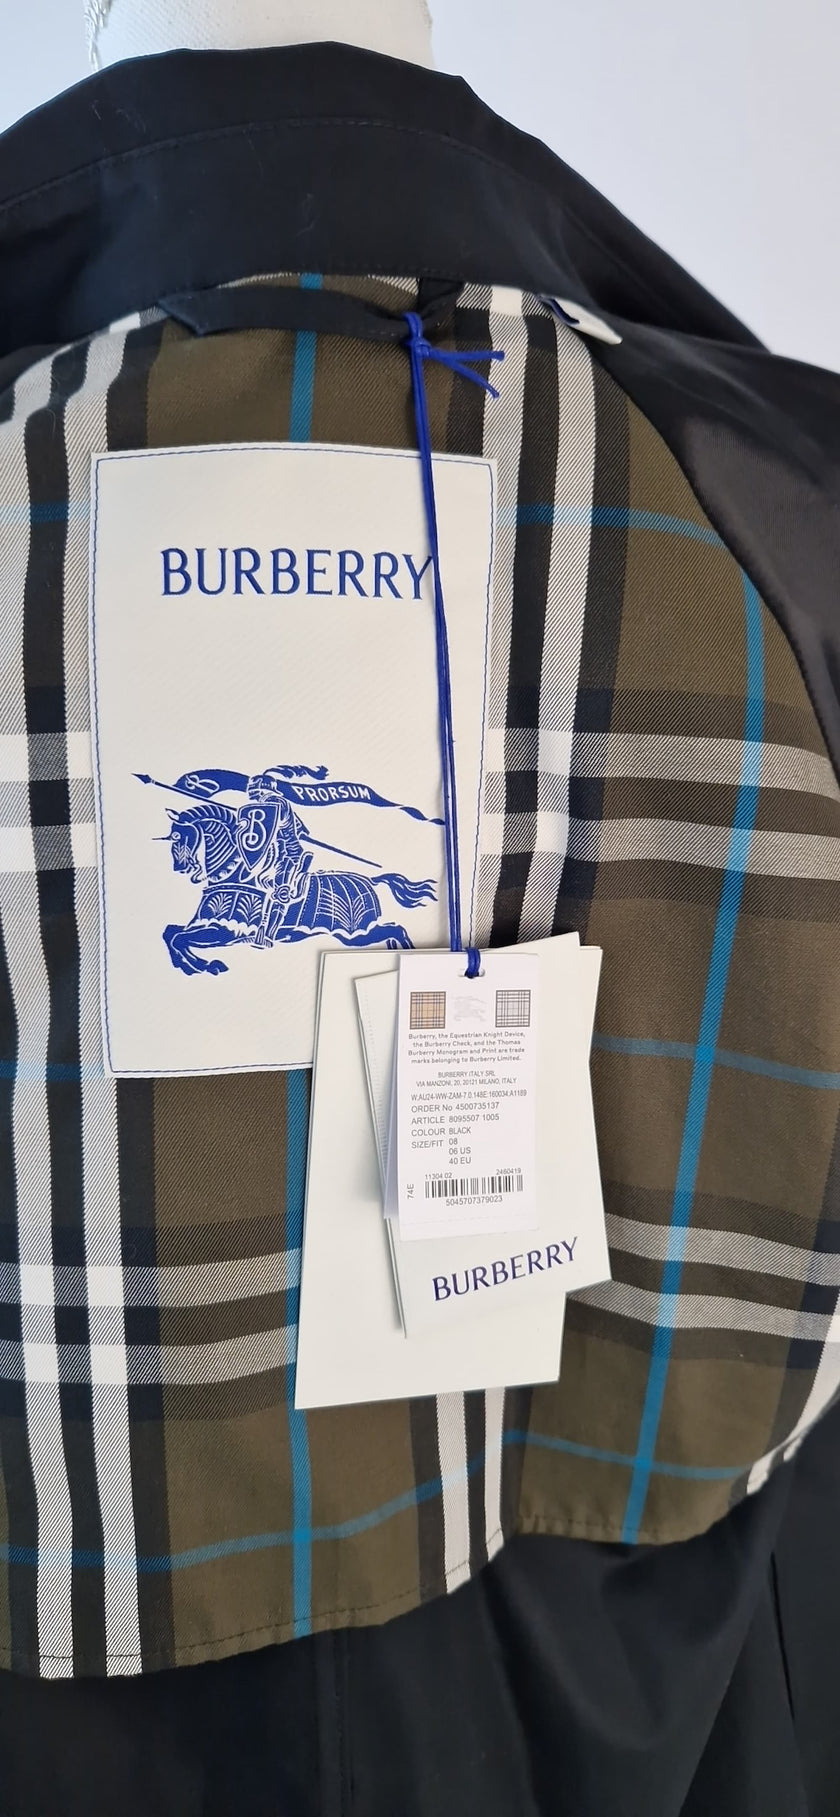 BURBERRY
B PRORSUM
B
Burberry, the Equestrian Knight Device,
the Burberry Check, and the Thomas
Burberry Monogram and Print are trade
marks belonging to Burberry Limited.
BURBERRY ITALY SRL
VIA MANZONI, 20, 20121 MILANO, ITALY
W:AU24-WW-ZAM-7.0.148E:160034:A1189
ORDER No 4500735137
ARTICLE 8095507 1005
COLOUR BLACK
SIZE/FIT 08
06 US
40 EU
11304 02 2460419
74E
5045707379023
BURBERRY